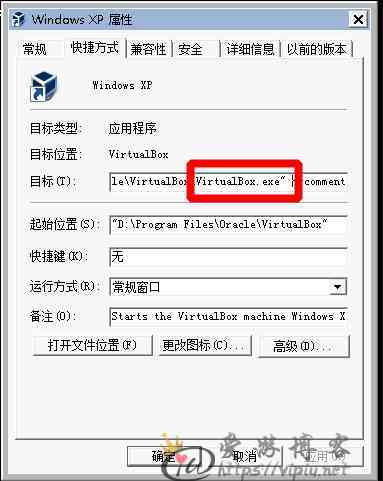 Windows XP 属性
常规 快捷方式 兼容性 安全 详细信息 以前的版本
Windows XP
目标类型: 应用程序
目标位置: VirtualBox
目标(T): le\VirtualBox\VirtualBox.exe" --comment
起始位置(S): "D:\Program Files\Oracle\VirtualBox"
快捷键(K): 无
运行方式(R): 常规窗口
备注(O): Starts the VirtualBox machine Windows X
打开文件位置(F) 更改图标(C)... 高级(D)...
确定 取消 应用(A)
爱游博客
https://vipiu.net